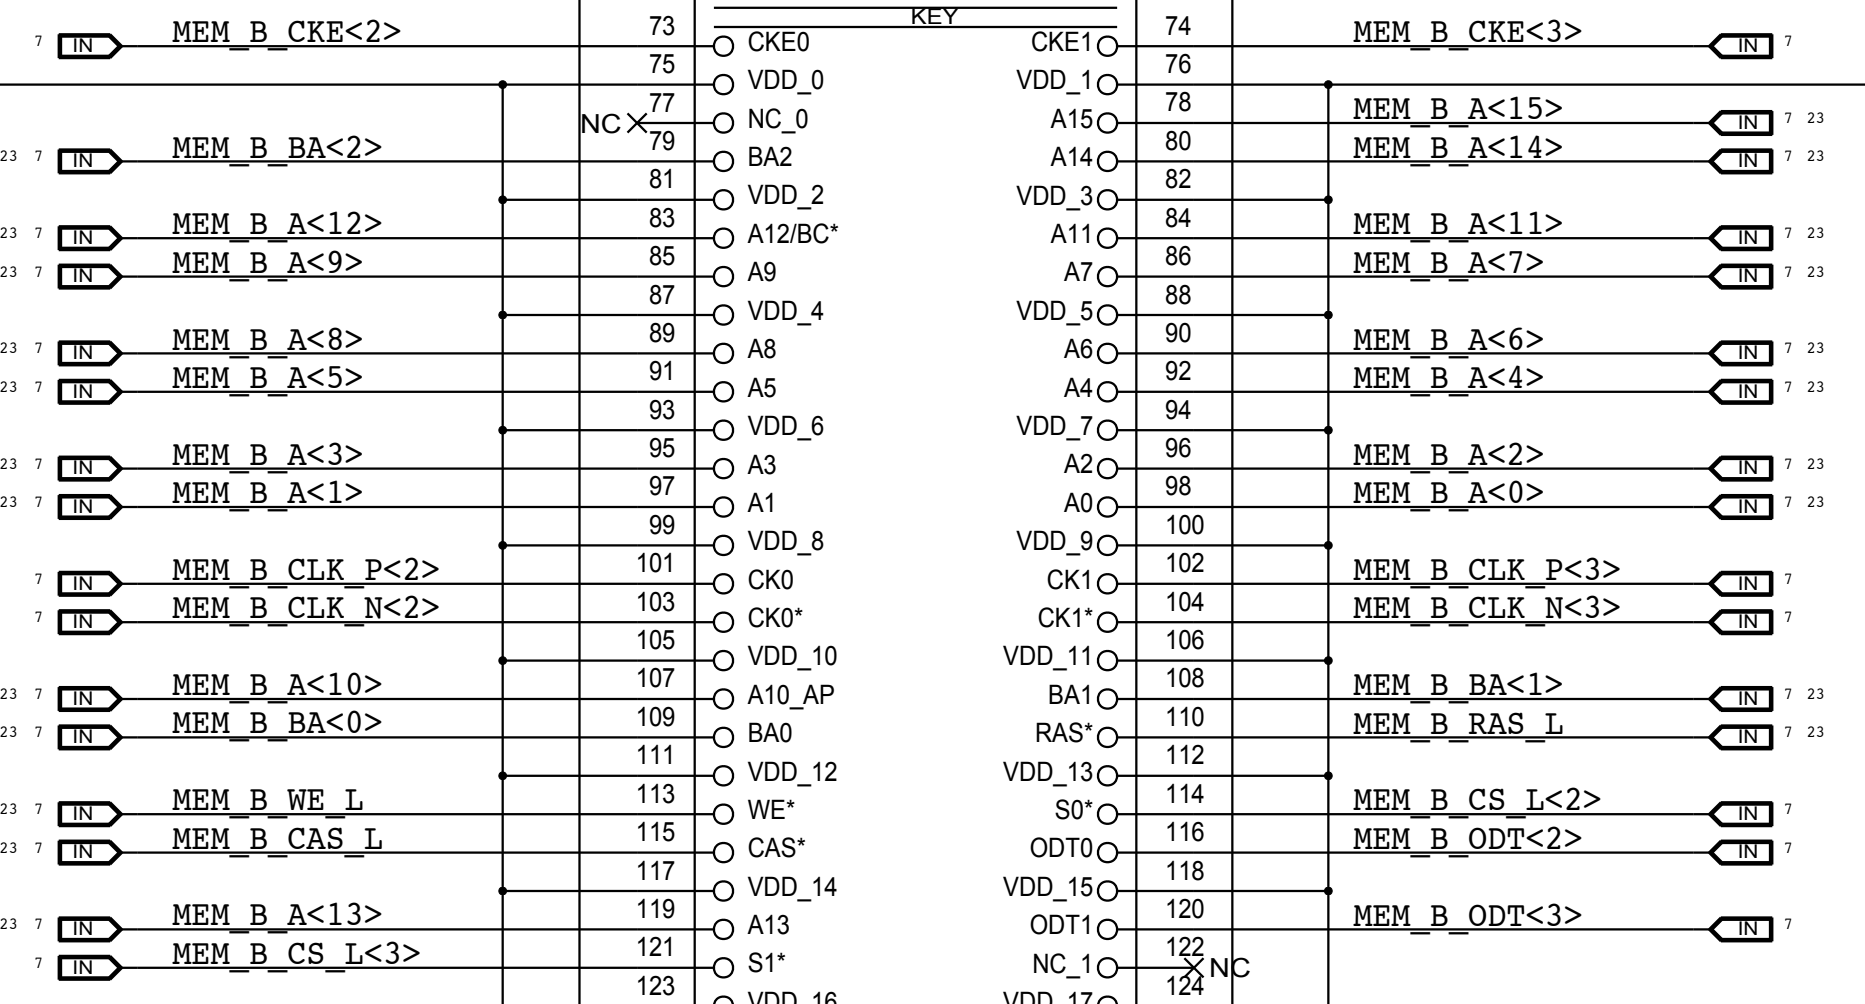 KEY
7 IN MEM_B_CKE<2> 73 CKE0 CKE1 74 MEM_B_CKE<3> IN 7
75 VDD_0 VDD_1 76
NC 77 NC_0 A15 78 MEM_B_A<15> IN 7 23
23 7 IN MEM_B_BA<2> 79 BA2 A14 80 MEM_B_A<14> IN 7 23
81 VDD_2 VDD_3 82
23 7 IN MEM_B_A<12> 83 A12/BC* A11 84 MEM_B_A<11> IN 7 23
23 7 IN MEM_B_A<9> 85 A9 A7 86 MEM_B_A<7> IN 7 23
87 VDD_4 VDD_5 88
23 7 IN MEM_B_A<8> 89 A8 A6 90 MEM_B_A<6> IN 7 23
23 7 IN MEM_B_A<5> 91 A5 A4 92 MEM_B_A<4> IN 7 23
93 VDD_6 VDD_7 94
23 7 IN MEM_B_A<3> 95 A3 A2 96 MEM_B_A<2> IN 7 23
23 7 IN MEM_B_A<1> 97 A1 A0 98 MEM_B_A<0> IN 7 23
99 VDD_8 VDD_9 100
7 IN MEM_B_CLK_P<2> 101 CK0 CK1 102 MEM_B_CLK_P<3> IN 7
7 IN MEM_B_CLK_N<2> 103 CK0* CK1* 104 MEM_B_CLK_N<3> IN 7
105 VDD_10 VDD_11 106
23 7 IN MEM_B_A<10> 107 A10_AP BA1 108 MEM_B_BA<1> IN 7 23
23 7 IN MEM_B_BA<0> 109 BA0 RAS* 110 MEM_B_RAS_L IN 7 23
111 VDD_12 VDD_13 112
23 7 IN MEM_B_WE_L 113 WE* S0* 114 MEM_B_CS_L<2> IN 7
23 7 IN MEM_B_CAS_L 115 CAS* ODT0 116 MEM_B_ODT<2> IN 7
117 VDD_14 VDD_15 118
23 7 IN MEM_B_A<13> 119 A13 ODT1 120 MEM_B_ODT<3> IN 7
7 IN MEM_B_CS_L<3> 121 S1* NC_1 122 NC
123 VDD_16 VDD_17 124